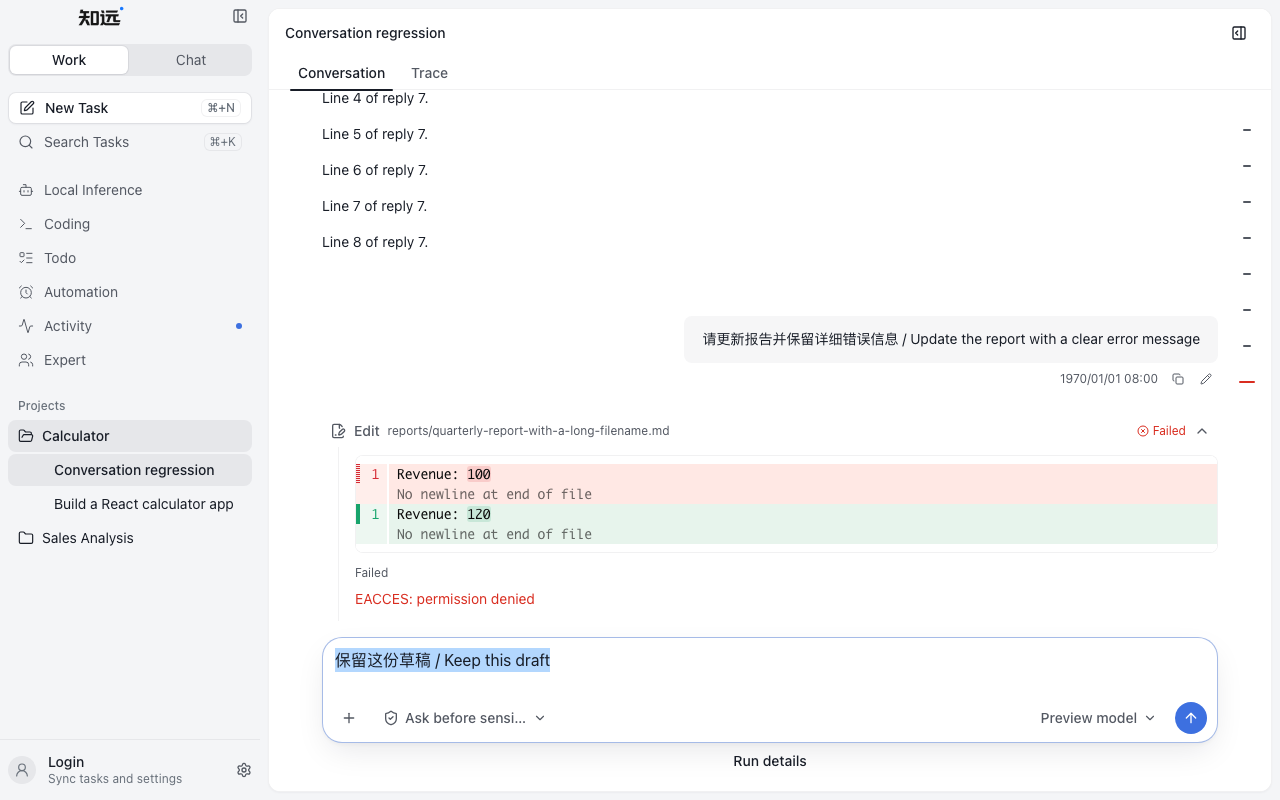 知远
Work
Chat
New Task
⌘+N
Search Tasks
⌘+K
Local Inference
Coding
Todo
Automation
Activity
Expert
Projects
Calculator
Conversation regression
Build a React calculator app
Sales Analysis
Login
Sync tasks and settings
Conversation regression
Conversation
Trace
Line 4 of reply 7.
Line 5 of reply 7.
Line 6 of reply 7.
Line 7 of reply 7.
Line 8 of reply 7.
请更新报告并保留详细错误信息 / Update the report with a clear error message
1970/01/01 08:00
Edit reports/quarterly-report-with-a-long-filename.md
Failed
1 Revenue: 100
No newline at end of file
1 Revenue: 120
No newline at end of file
Failed
EACCES: permission denied
保留这份草稿 / Keep this draft
Ask before sensi...
Preview model
Run details